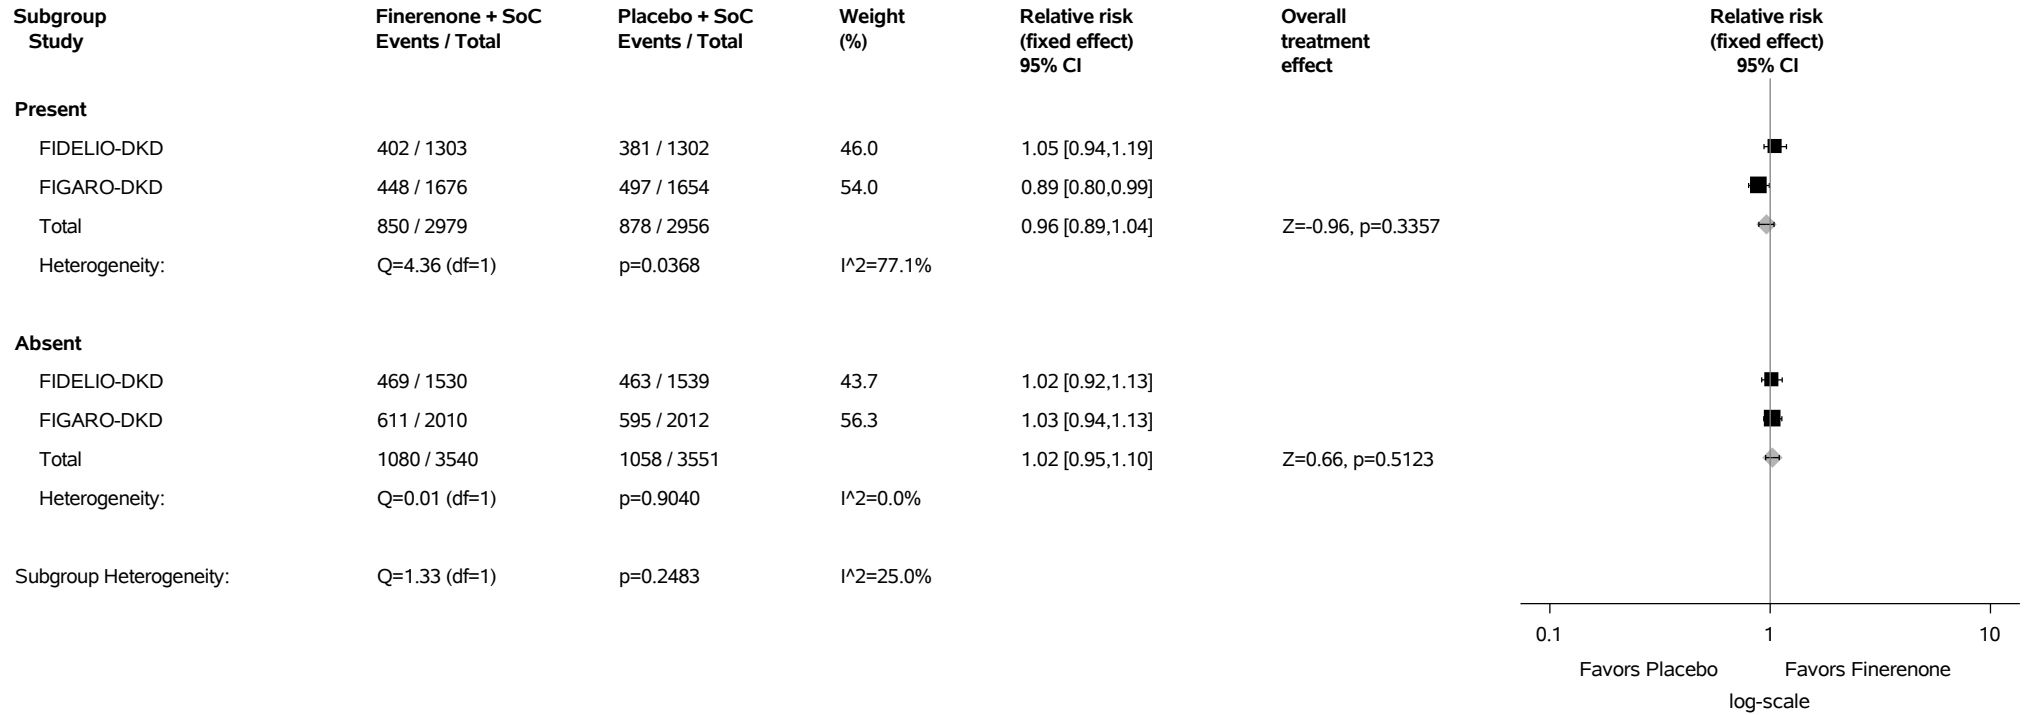 Subgroup Finerenone + SoC Placebo + SoC Weight Relative risk Overall Relative risk
Study Events / Total Events / Total (%) (fixed effect) treatment (fixed effect)
95% CI effect 95% CI
Present
FIDELIO-DKD 402 / 1303 381 / 1302 46.0 1.05 [0.94,1.19]
FIGARO-DKD 448 / 1676 497 / 1654 54.0 0.89 [0.80,0.99]
Total 850 / 2979 878 / 2956 0.96 [0.89,1.04] Z=-0.96, p=0.3357
Heterogeneity: Q=4.36 (df=1) p=0.0368 I^2=77.1%
Absent
FIDELIO-DKD 469 / 1530 463 / 1539 43.7 1.02 [0.92,1.13]
FIGARO-DKD 611 / 2010 595 / 2012 56.3 1.03 [0.94,1.13]
Total 1080 / 3540 1058 / 3551 1.02 [0.95,1.10] Z=0.66, p=0.5123
Heterogeneity: Q=0.01 (df=1) p=0.9040 I^2=0.0%
Subgroup Heterogeneity: Q=1.33 (df=1) p=0.2483 I^2=25.0%
0.1 1 10
Favors Placebo Favors Finerenone
log-scale